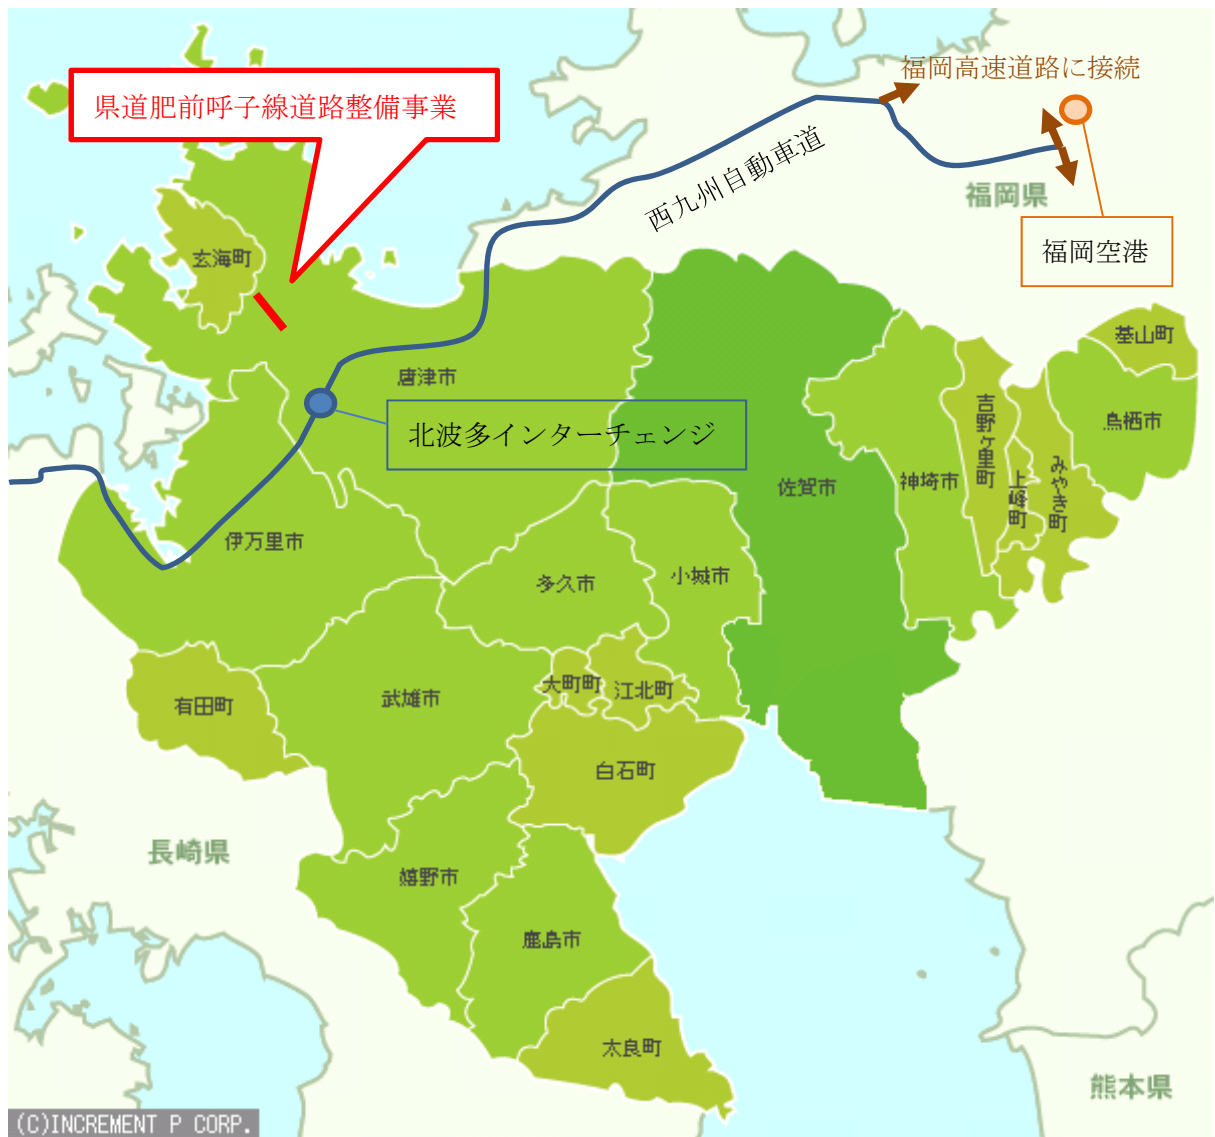 福岡高速道路に接続
県道肥前呼子線道路整備事業
西九州自動車道
福岡県
福岡空港
玄海町
基山町
唐津市
鳥栖市
吉野ヶ里町
北波多インターチェンジ
佐賀市
神埼市
上峰町
みやき町
伊万里市
多久市
小城市
大町町
江北町
有田町
武雄市
白石町
長崎県
嬉野市
鹿島市
太良町
熊本県
(C)INCREMENT P CORP.